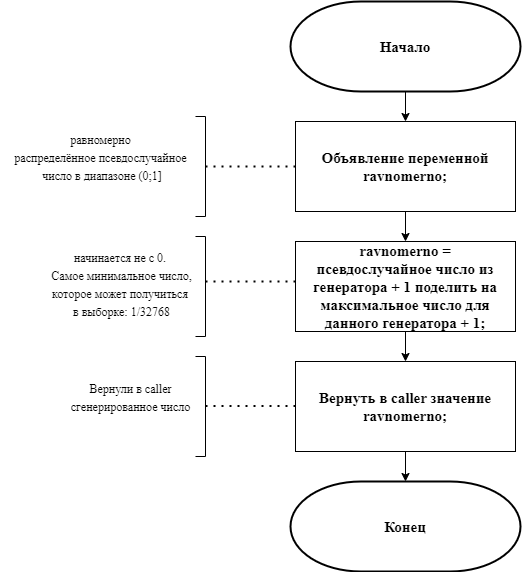 Начало
равномерно
распределённое псевдослучайное
число в диапазоне (0;1]
Объявление переменной
ravnomerno;
начинается не с 0.
Самое минимальное число,
которое может получиться
в выборке: 1/32768
ravnomerno =
псевдослучайное число из
генератора + 1 поделить на
максимальное число для
данного генератора + 1;
Вернули в caller
сгенерированное число
Вернуть в caller значение
ravnomerno;
Конец